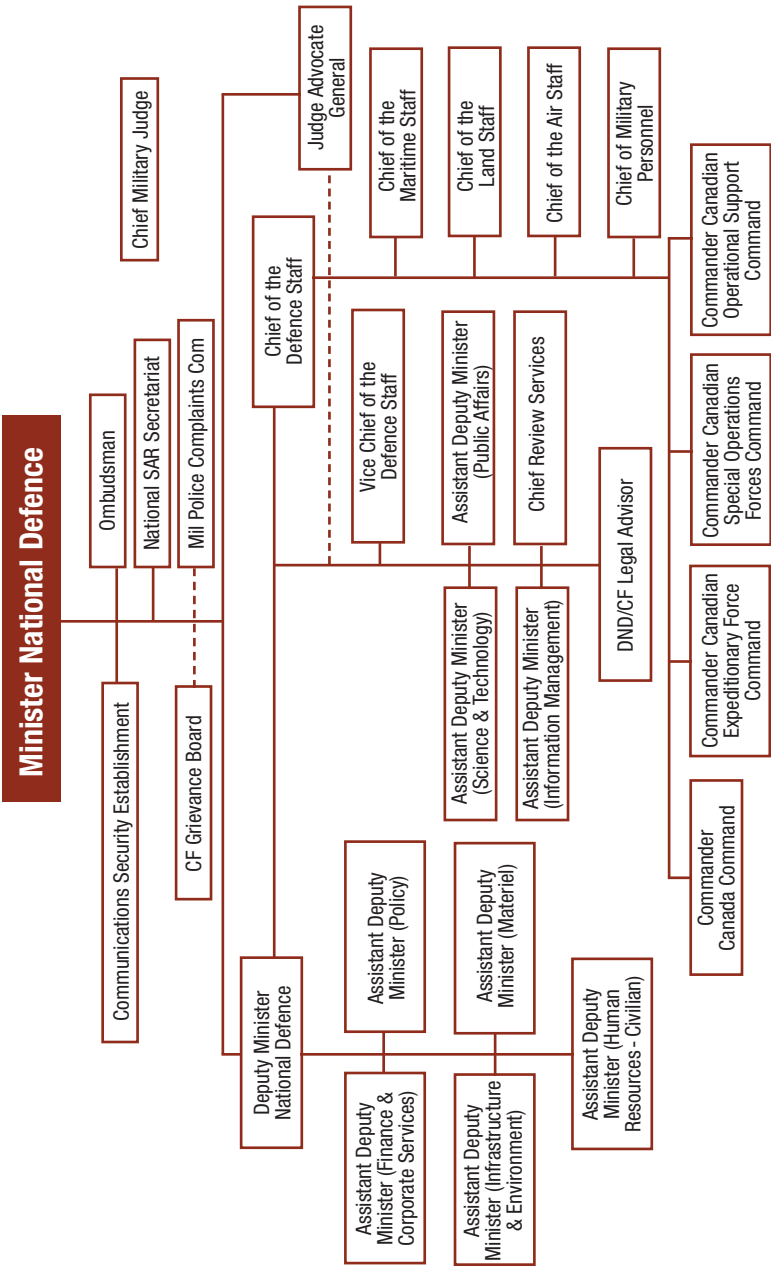 Minister National Defence
Communications Security Establishment
Ombudsman
National SAR Secretariat
Chief Military Judge
CF Grievance Board
Mil Police Complaints Com
Deputy Minister
National Defence
Chief of the
Defence Staff
Judge Advocate
General
Assistant Deputy
Minister (Finance &
Corporate Services)
Assistant Deputy
Minister (Policy)
Assistant Deputy
Minister (Infrastructure
& Environment)
Assistant Deputy
Minister (Materiel)
Assistant Deputy
Minister (Human
Resources - Civilian)
Vice Chief of the
Defence Staff
Assistant Deputy Minister
(Science & Technology)
Assistant Deputy Minister
(Public Affairs)
Assistant Deputy Minister
(Information Management)
Chief Review Services
DND/CF Legal Advisor
Chief of the
Maritime Staff
Chief of the
Land Staff
Chief of the Air Staff
Chief of Military
Personnel
Commander
Canada Command
Commander Canadian
Expeditionary Force
Command
Commander Canadian
Special Operations
Forces Command
Commander Canadian
Operational Support
Command